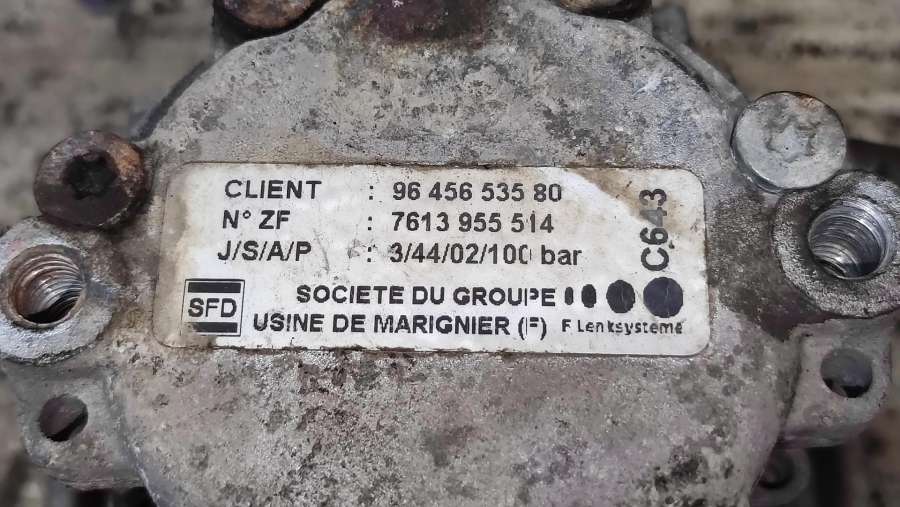 CLIENT : 96 456 535 80
N° ZF : 7613 955 514
J/S/A/P : 3/44/02/100 bar
C643
SFD
SOCIETE DU GROUPE
USINE DE MARIGNIER (F) F Lenksysteme